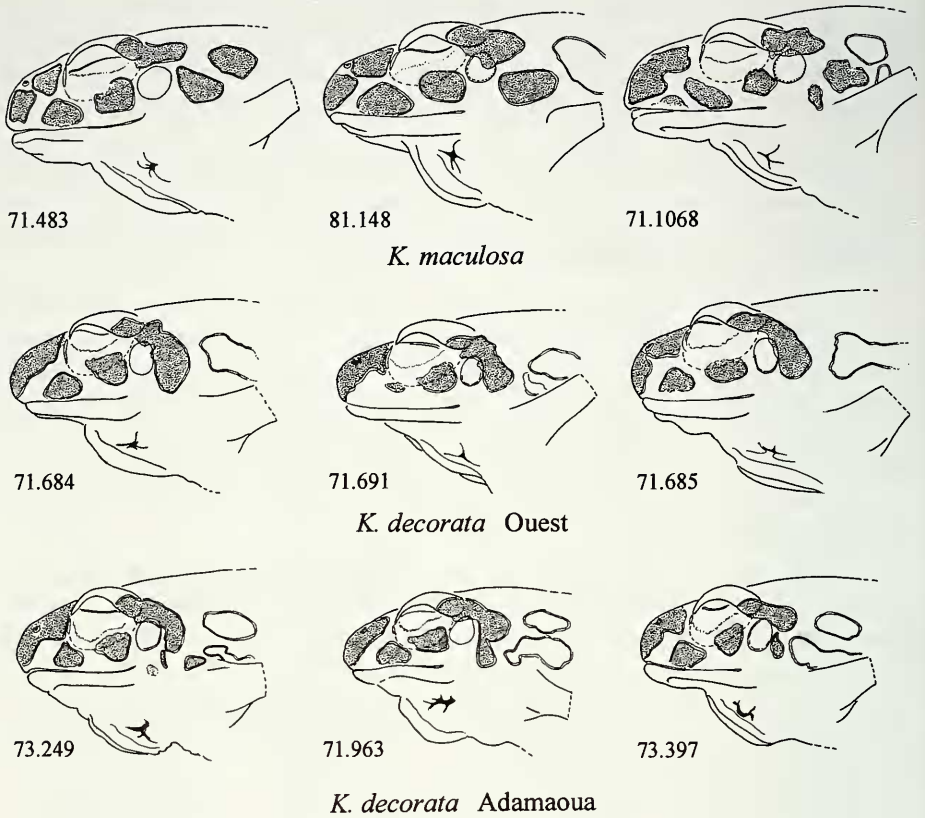 71.483 81.148 71.1068
K. maculosa
71.684 71.691 71.685
K. decorata Ouest
73.249 71.963 73.397
K. decorata Adamaoua